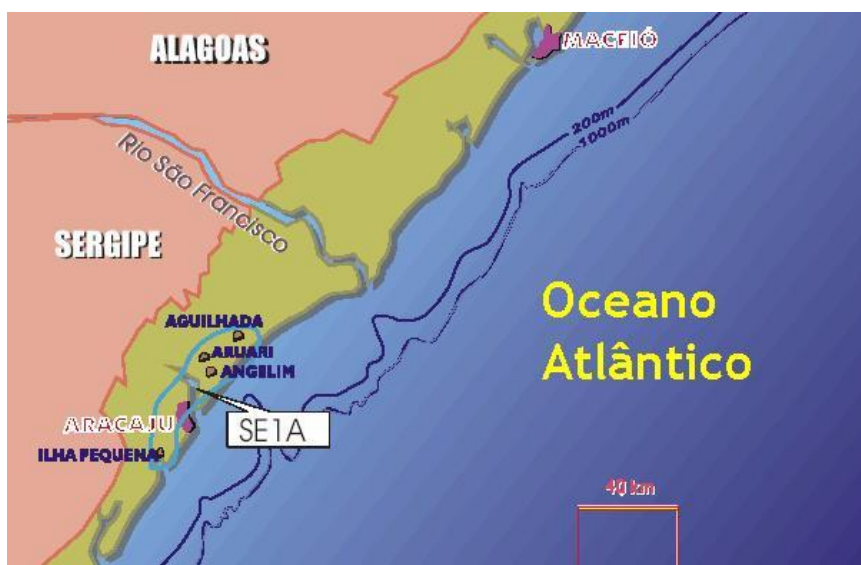 ALAGOAS
MACEIÓ
200m
1000m
Rio São Francisco
SERGIPE
Oceano
Atlântico
AGUILHADA
ARUARI
ANGELIM
ARACAJU
SE1A
ILHA PEQUENA
40 km